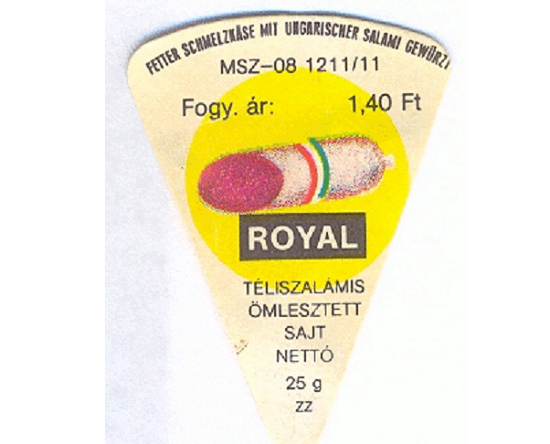 FETTER SCHMELZKÄSE MIT UNGARISCHER SALAMI GEWÜRZT
MSZ-08 1211/11
Fogy. ár: 1,40 Ft
ROYAL
TÉLISZALÁMIS
ÖMLESZTETT
SAJT
NETTÓ
25 g
zz